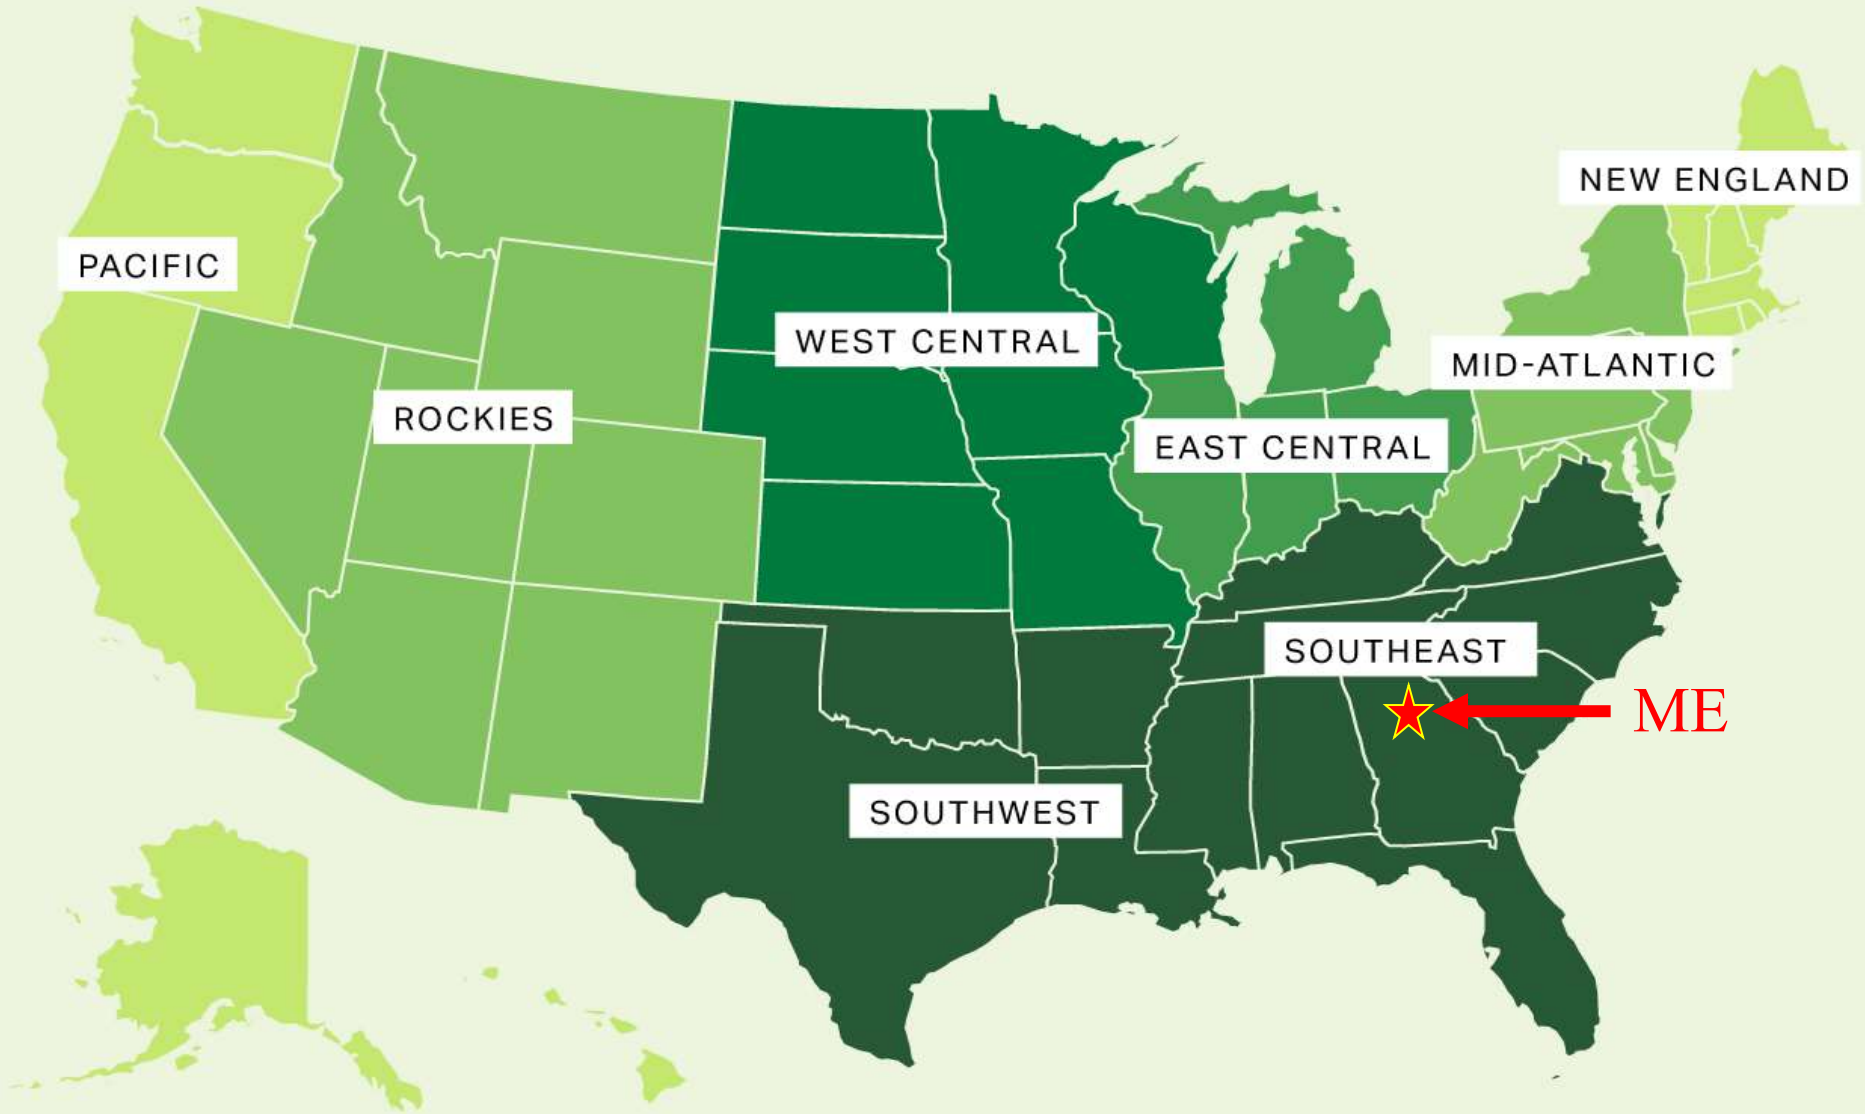 NEW ENGLAND
PACIFIC
WEST CENTRAL
MID-ATLANTIC
ROCKIES
EAST CENTRAL
SOUTHEAST
ME
SOUTHWEST